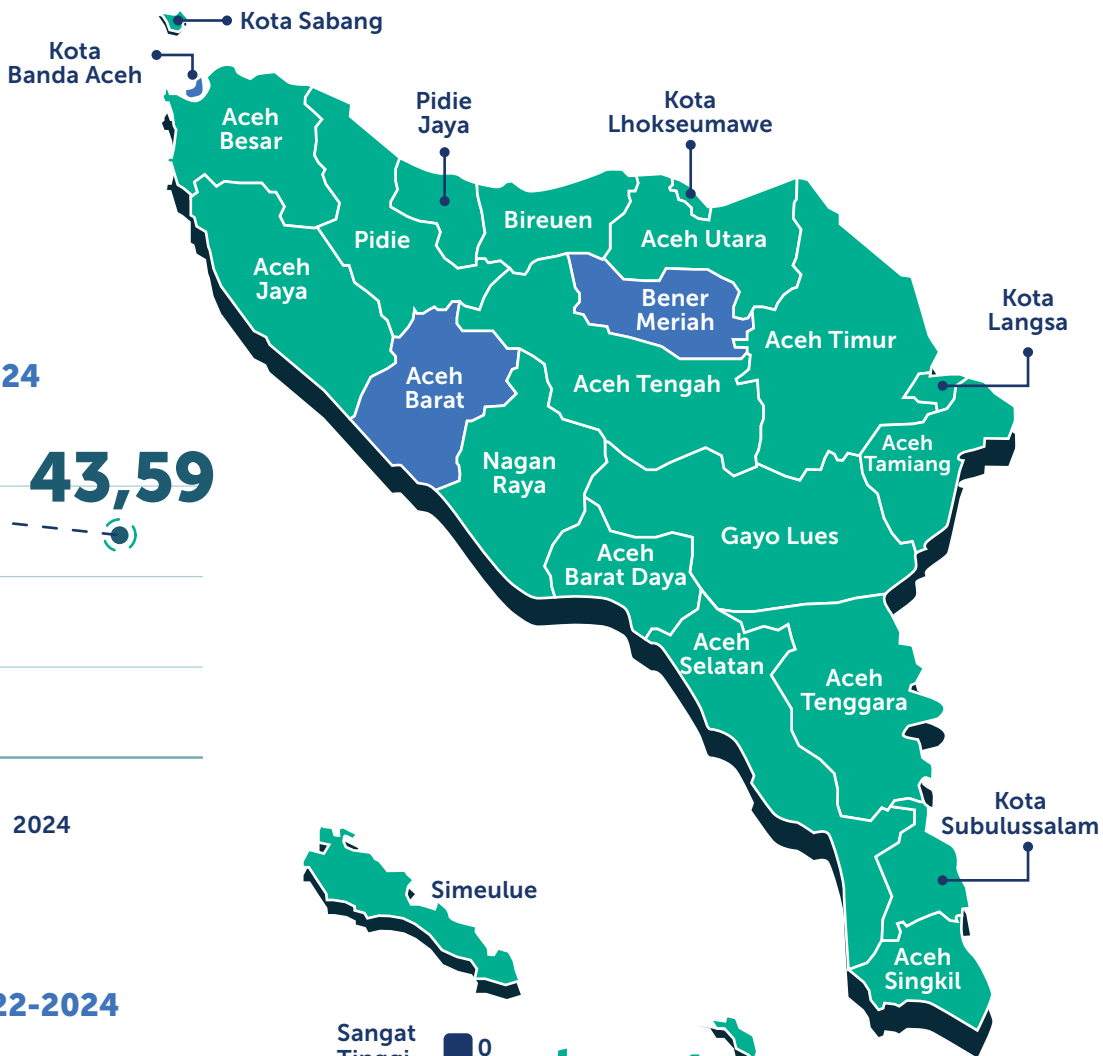 Kota Sabang
Kota
Banda Aceh
Aceh
Besar
Pidie
Jaya
Kota
Lhokseumawe
Bireuen
Pidie
Aceh Utara
Aceh
Jaya
Bener
Meriah
Kota
Langsa
Aceh Timur
24
Aceh
Barat
Aceh Tengah
43,59
Nagan
Raya
Aceh
Tamiang
Gayo Lues
Aceh
Barat Daya
Aceh
Selatan
Aceh
Tenggara
2024
Kota
Subulussalam
Simeulue
Aceh
Singkil
22-2024
Sangat
Tinggi
0